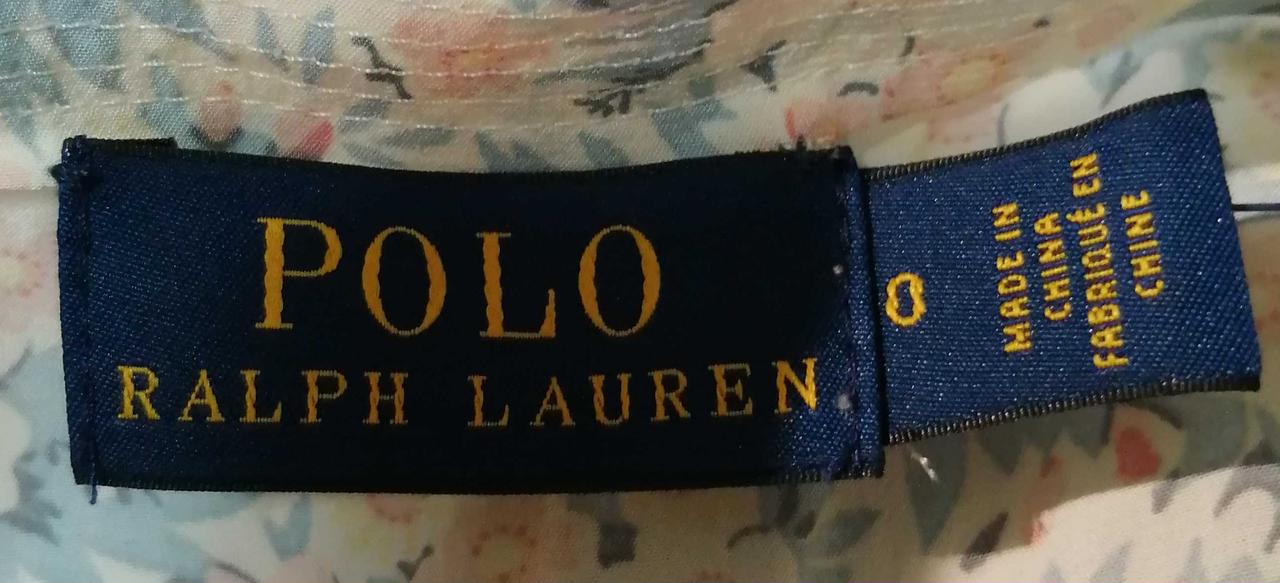 POLO
RALPH LAUREN
0
MADE IN
CHINA
FABRIQUÉ EN
CHINE